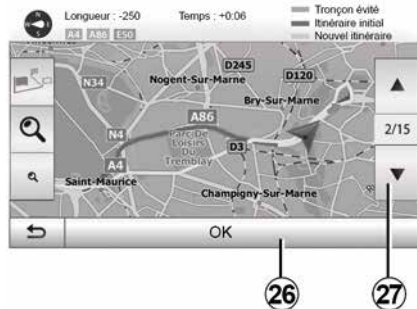 Longueur : -250
Temps : +0:06
A4 A86 E50
Tronçon évité
Itinéraire initial
Nouvel itinéraire
D245
D120
N34
Nogent-Sur-Marne
Bry-Sur-Marne
A86
N4
Parc De
Loisirs
Du
Tremblay
D3
2/15
A4
Saint-Maurice
Champigny-Sur-Marne
OK
26
27